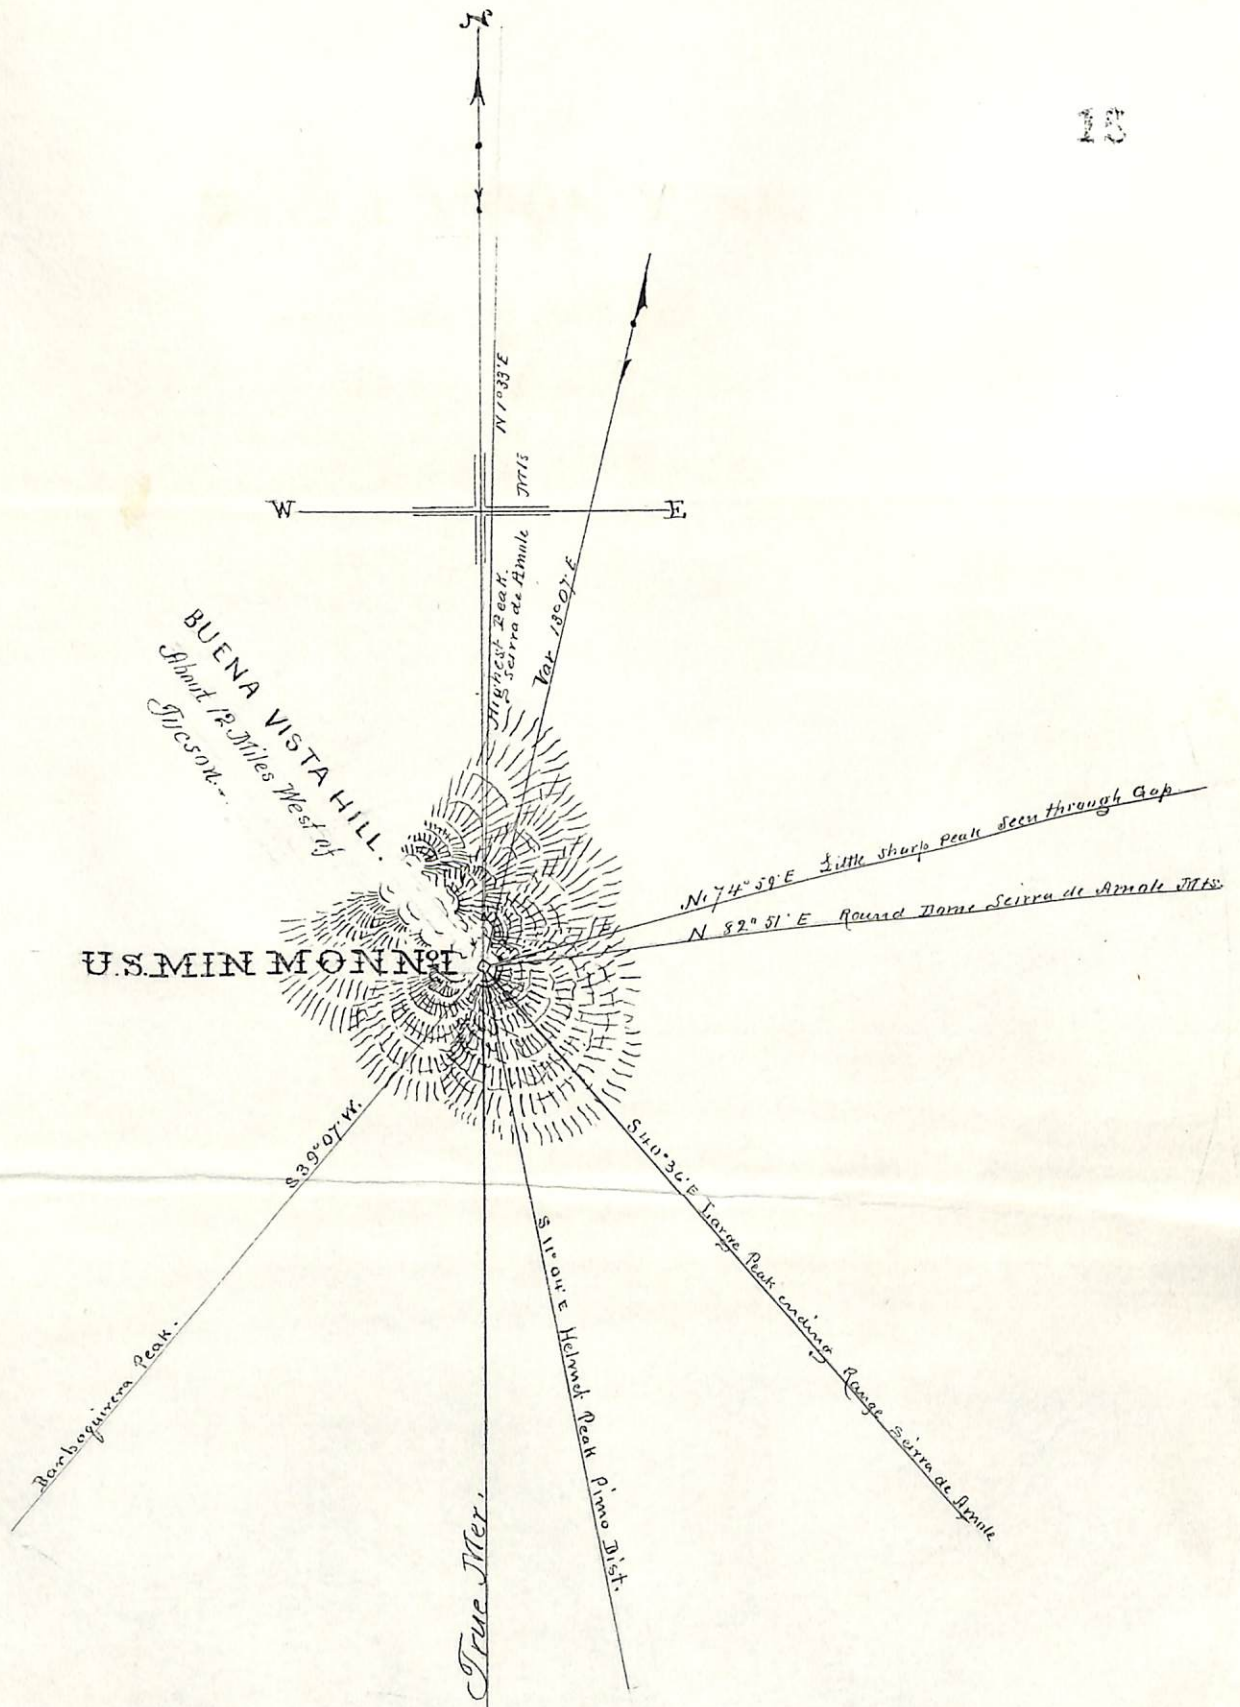 N
15
N 1° 33' E
W
E
Highest Peak.
Seirra de Amole Mts
Var 13° 07' E
BUENA VISTA HILL.
About 12 Miles West of
Tucson.
N. 74° 59' E Little Sharp Peak Seen through Gap
N 82° 51' E Round Dome Seirra de Amole Mts.
U.S. MIN MON No 1
S 39° 07' W.
Barboquivera Peak.
S 40° 36' E Large Peak ending Range Seirra de Amole
S 11° 04' E Helmet Peak Pimo Dist.
True Mer.